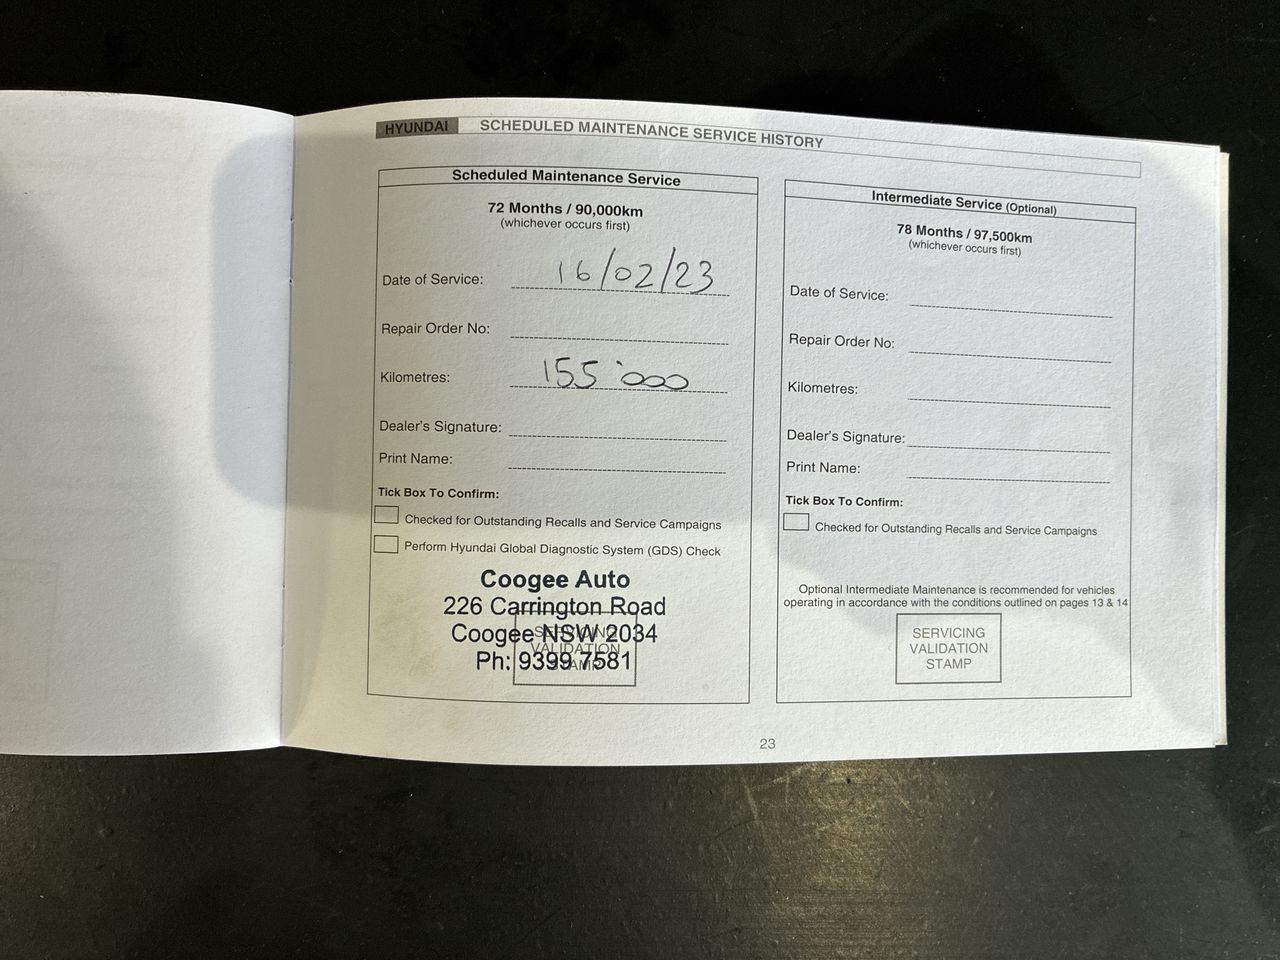 HYUNDAI SCHEDULED MAINTENANCE SERVICE HISTORY
Scheduled Maintenance Service
72 Months / 90,000km
(whichever occurs first)
Date of Service: 16/02/23
Repair Order No:
Kilometres: 155'000
Dealer's Signature:
Print Name:
Tick Box To Confirm:
Checked for Outstanding Recalls and Service Campaigns
Perform Hyundai Global Diagnostic System (GDS) Check
Coogee Auto
226 Carrington Road
Coogee NSW 2034
Ph: 9399 7581
SERVICING
VALIDATION
STAMP
Intermediate Service (Optional)
78 Months / 97,500km
(whichever occurs first)
Date of Service:
Repair Order No:
Kilometres:
Dealer's Signature:
Print Name:
Tick Box To Confirm:
Checked for Outstanding Recalls and Service Campaigns
Optional Intermediate Maintenance is recommended for vehicles
operating in accordance with the conditions outlined on pages 13 & 14
SERVICING
VALIDATION
STAMP
23